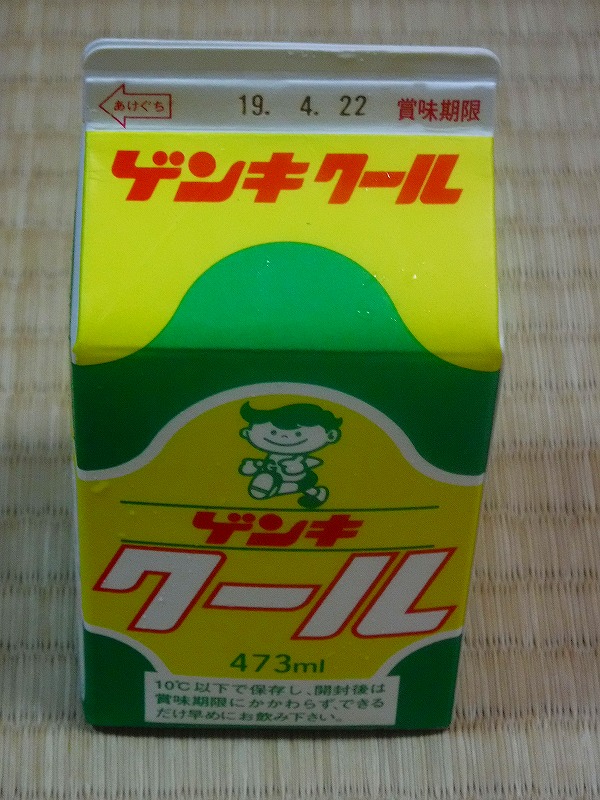 あけぐち 19. 4. 22 賞味期限
ゲンキクール
ゲンキ
クール
473ml
10℃以下で保存し、開封後は
賞味期限にかかわらず、できる
だけ早めにお飲み下さい。